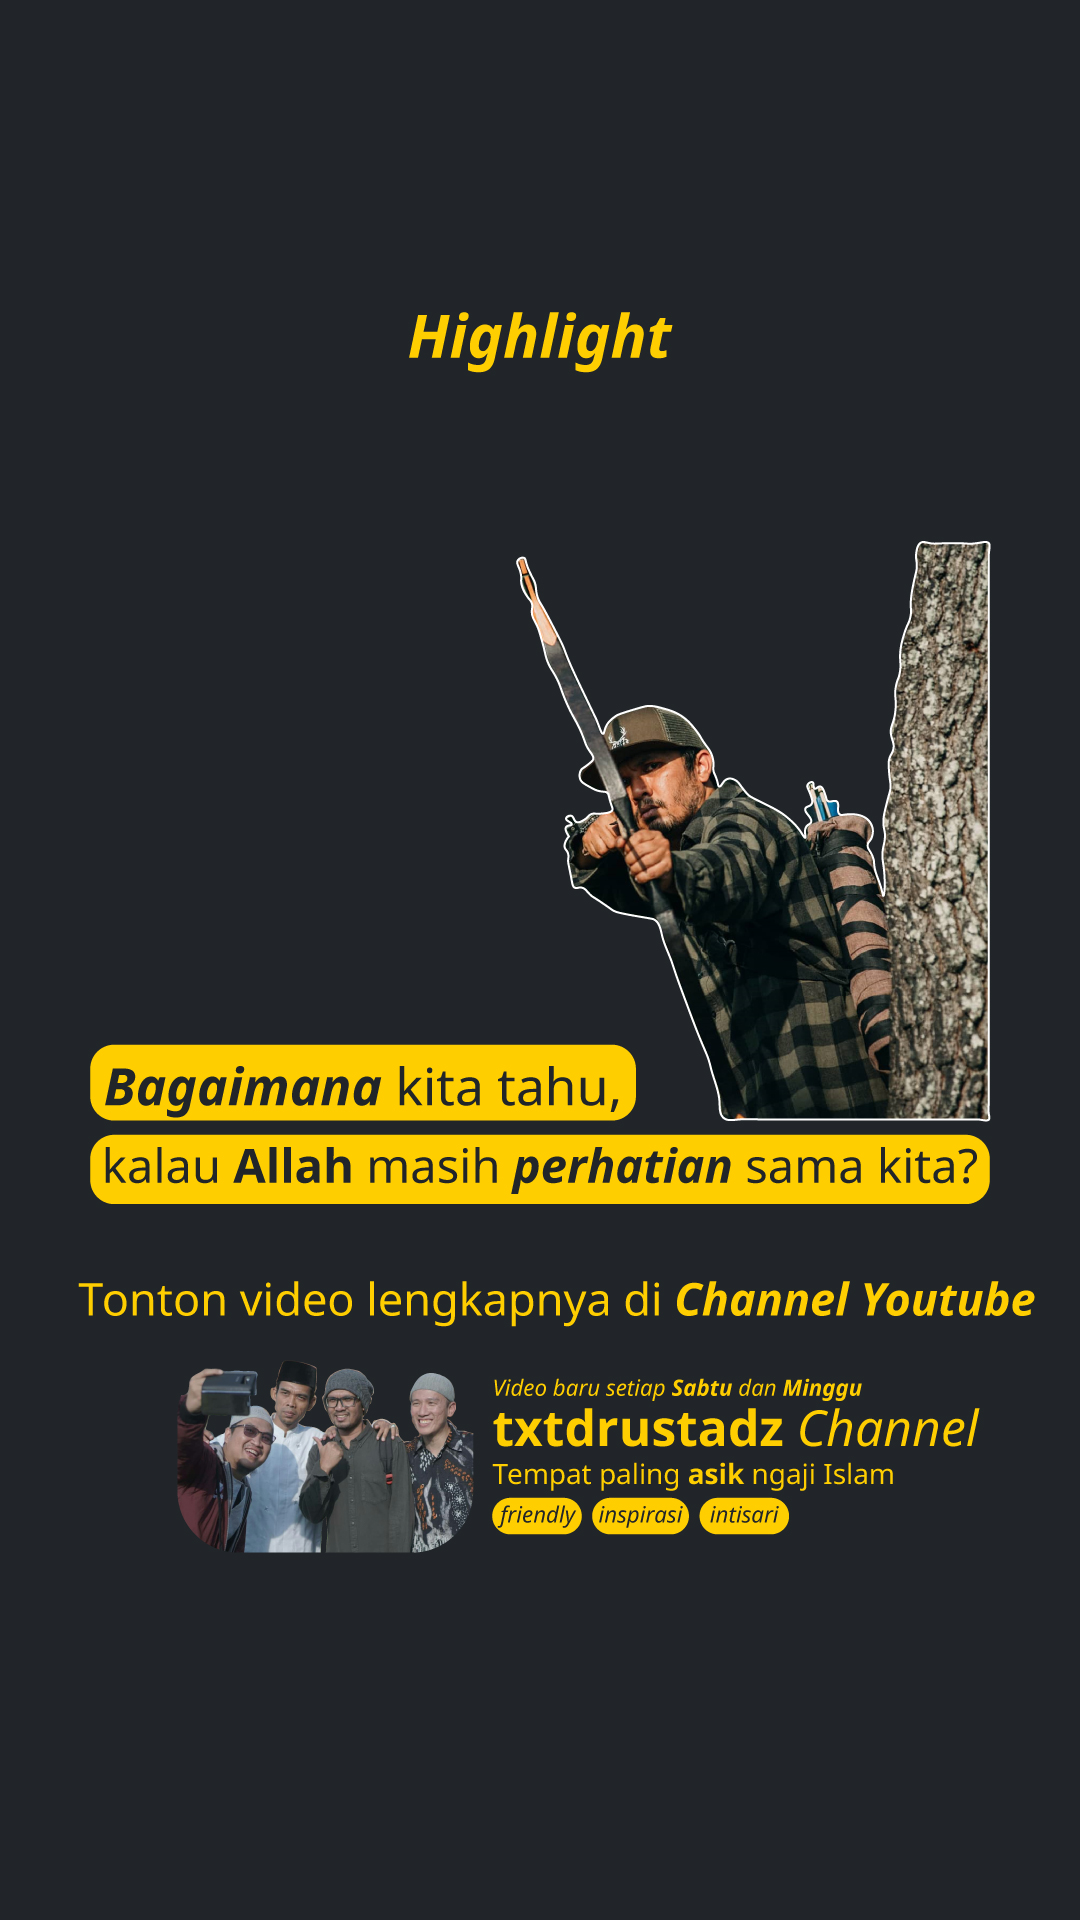 Highlight
Bagaimana kita tahu,
kalau Allah masih perhatian sama kita?
Tonton video lengkapnya di Channel Youtube
Video baru setiap Sabtu dan Minggu
txtdrustadz Channel
Tempat paling asik ngaji Islam
friendly inspirasi intisari